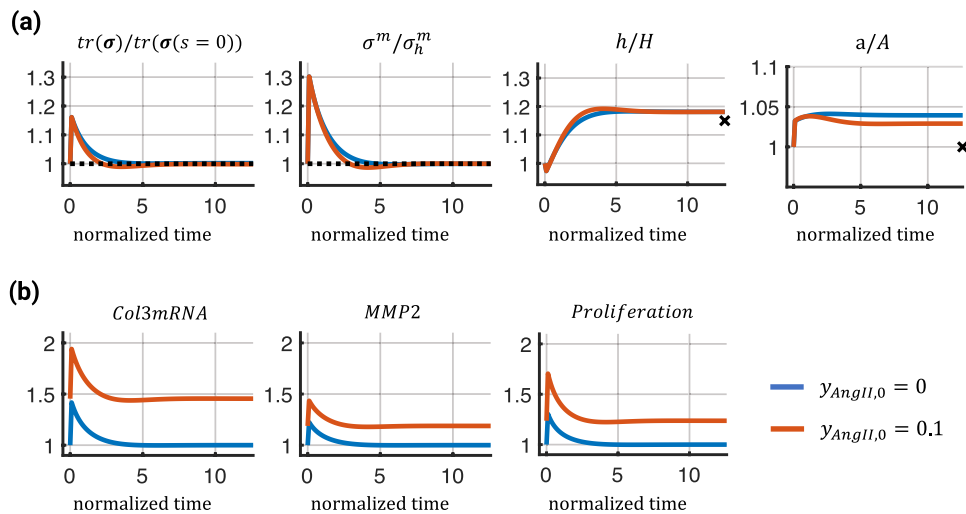 (a)
tr(σ)/tr(σ(s = 0))
σ^m/σ_h^m
h/H
a/A
1.3
1.2
1.1
1
0
5
10
normalized time
1.3
1.2
1.1
1
0
5
10
normalized time
1.3
1.2
1.1
1
0
5
10
normalized time
1.1
1.05
1
0
5
10
normalized time
(b)
Col3mRNA
MMP2
Proliferation
2
1.5
1
0
5
10
normalized time
2
1.5
1
0
5
10
normalized time
2
1.5
1
0
5
10
normalized time
y_{AngII,0} = 0
y_{AngII,0} = 0.1